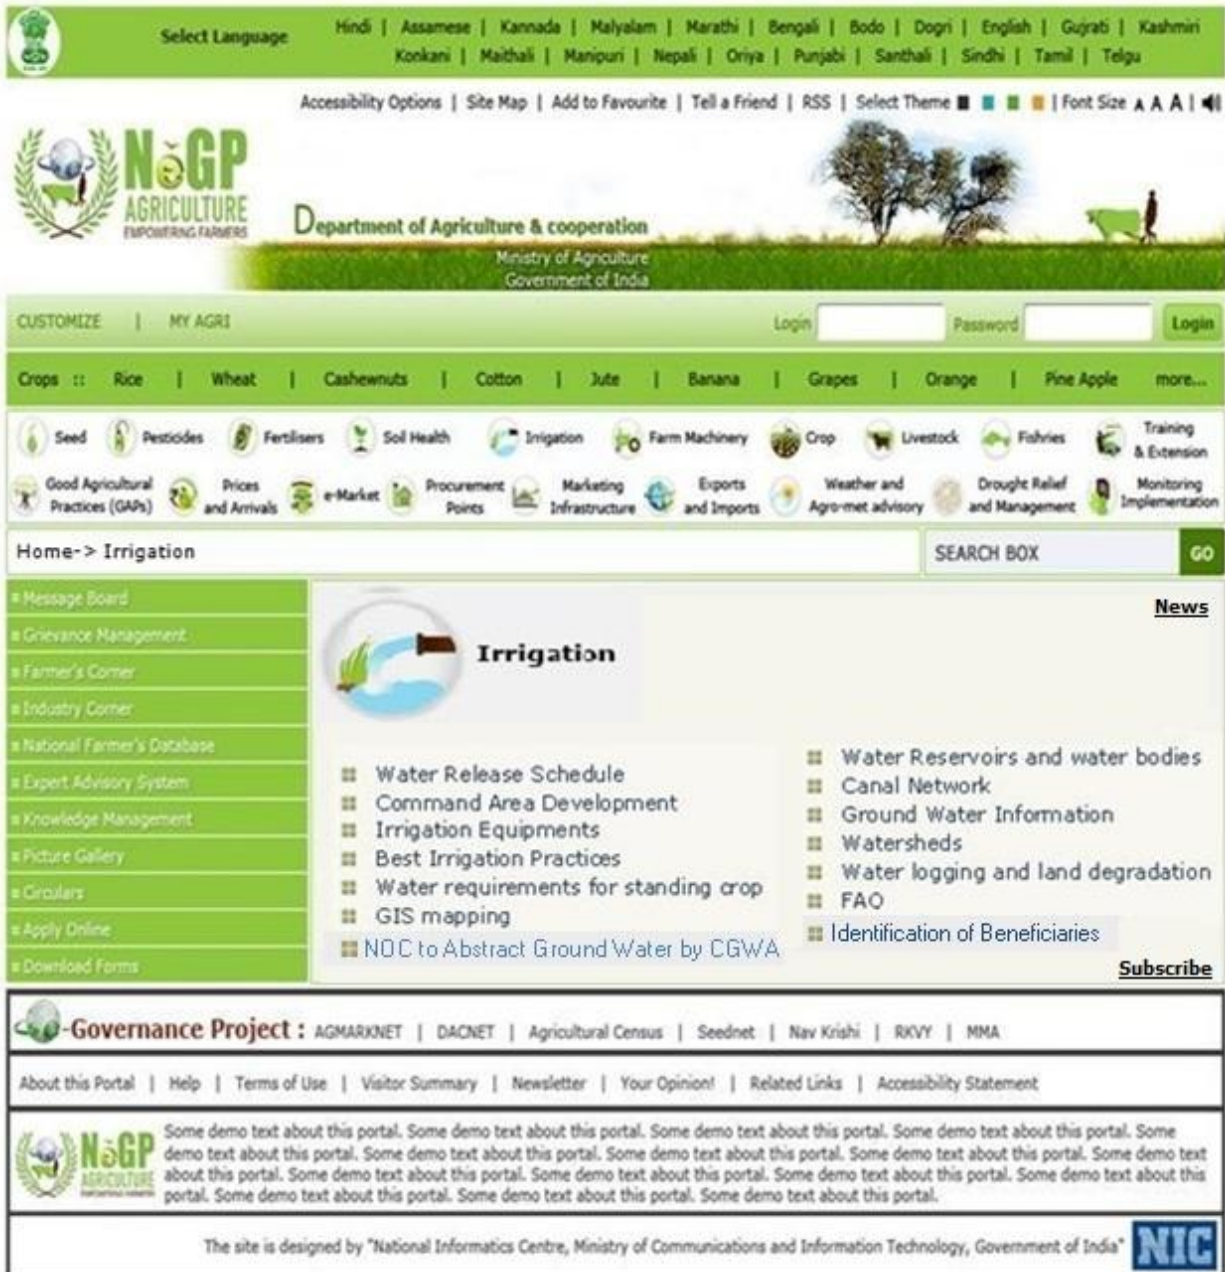 Select Language
Hindi | Assamese | Kannada | Malyalam | Marathi | Bengali | Bodo | Dogri | English | Gujrati | Kashmiri
Konkani | Maithali | Manipuri | Nepali | Oriya | Punjabi | Santhali | Sindhi | Tamil | Telgu
Accessibility Options | Site Map | Add to Favourite | Tell a Friend | RSS | Select Theme | Font Size A A A |
NeGP
AGRICULTURE
EMPOWERING FARMERS
Department of Agriculture & cooperation
Ministry of Agriculture
Government of India
CUSTOMIZE | MY AGRI
Login
Password
Login
Crops :: Rice | Wheat | Cashewnuts | Cotton | Jute | Banana | Grapes | Orange | Pine Apple more...
Seed Pesticides Fertilisers Soil Health Irrigation Farm Machinery Crop Livestock Fishries Training & Extension
Good Agricultural Practices (GAPs) Prices and Arrivals e-Market Procurement Points Marketing Infrastructure Exports and Imports Weather and Agro-met advisory Drought Relief and Management Monitoring Implementation
Home-> Irrigation
SEARCH BOX GO
Message Board
Grievance Management
Farmer's Corner
Industry Corner
National Farmer's Database
Expert Advisory System
Knowledge Management
Picture Gallery
Circulars
Apply Online
Download Forms
News
Irrigation
Water Release Schedule
Command Area Development
Irrigation Equipments
Best Irrigation Practices
Water requirements for standing crop
GIS mapping
NOC to Abstract Ground Water by CGWA
Water Reservoirs and water bodies
Canal Network
Ground Water Information
Watersheds
Water logging and land degradation
FAQ
Identification of Beneficiaries
Subscribe
-Governance Project : AGMARKNET | DACNET | Agricultural Census | Seednet | Nav Krishi | RKVY | MMA
About this Portal | Help | Terms of Use | Visitor Summary | Newsletter | Your Opinion! | Related Links | Accessibility Statement
NeGP
AGRICULTURE
EMPOWERING FARMERS
Some demo text about this portal. Some demo text about this portal. Some demo text about this portal. Some demo text about this portal. Some
demo text about this portal. Some demo text about this portal. Some demo text about this portal. Some demo text about this portal. Some demo text
about this portal. Some demo text about this portal. Some demo text about this portal. Some demo text about this portal. Some demo text about this
portal. Some demo text about this portal. Some demo text about this portal. Some demo text about this portal.
The site is designed by "National Informatics Centre, Ministry of Communications and Information Technology, Government of India"
NIC